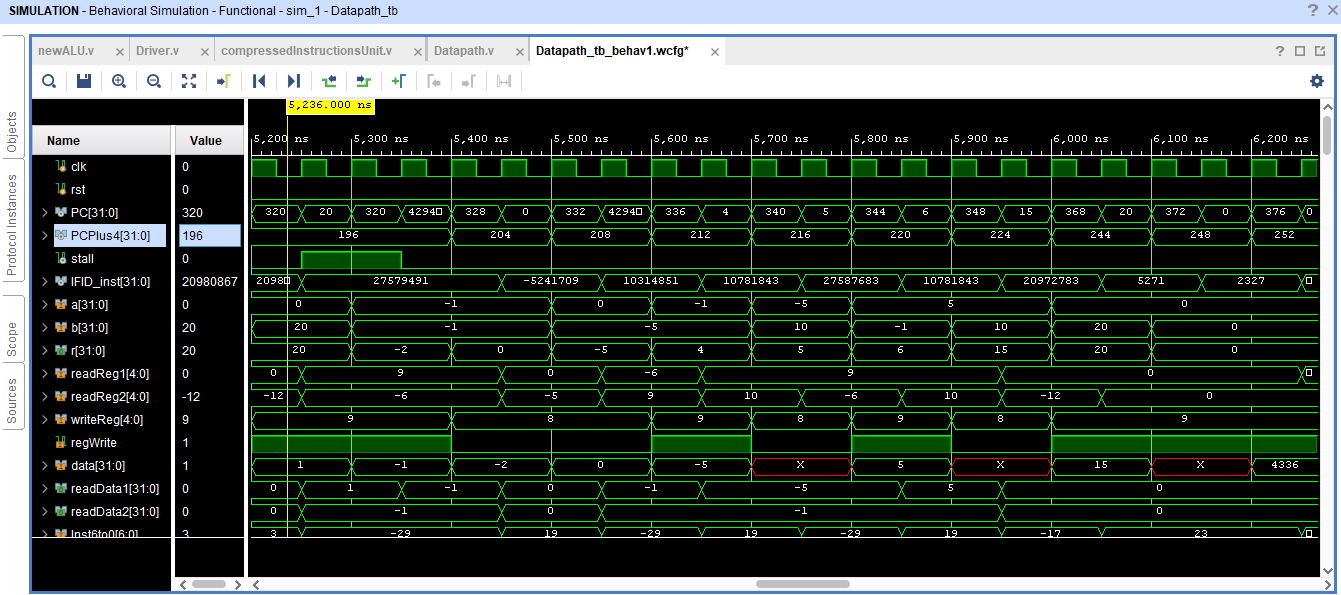 SIMULATION - Behavioral Simulation - Functional - sim_1 - Datapath_tb ? ×
newALU.v × Driver.v × compressedInstructionsUnit.v × Datapath.v × Datapath_tb_behav1.wcfg* × ?
Objects
Protocol Instances
Scope
Sources
5,236.000 ns
Name Value
5,200 ns 5,300 ns 5,400 ns 5,500 ns 5,600 ns 5,700 ns 5,800 ns 5,900 ns 6,000 ns 6,100 ns 6,200 ns
clk 0
rst 0
PC[31:0] 320 320 20 320 4294 328 0 332 4294 336 4 340 5 344 6 348 15 368 20 372 0 376 0
PCPlus4[31:0] 196 196 204 208 212 216 220 224 244 248 252
stall 0
IFID_inst[31:0] 20980867 2098 27579491 -5241709 10314851 10781843 27587683 10781843 20972783 5271 2327
a[31:0] 0 0 -1 0 -1 -5 5 0
b[31:0] 20 20 -1 -5 10 -1 10 20 0
r[31:0] 20 20 -2 0 -5 4 5 6 15 20 0
readReg1[4:0] 0 0 9 0 -6 9 0
readReg2[4:0] -12 -12 -6 -5 9 10 -6 10 -12 0
writeReg[4:0] 9 9 8 9 8 9 8 9
regWrite 1
data[31:0] 1 1 -1 -2 0 -5 X 5 X 15 X 4336
readData1[31:0] 0 0 1 -1 0 -1 -5 5 0
readData2[31:0] 0 0 -1 0 -1 0
Inst6to0[6:0] 3 3 -29 19 -29 19 -29 19 -17 23